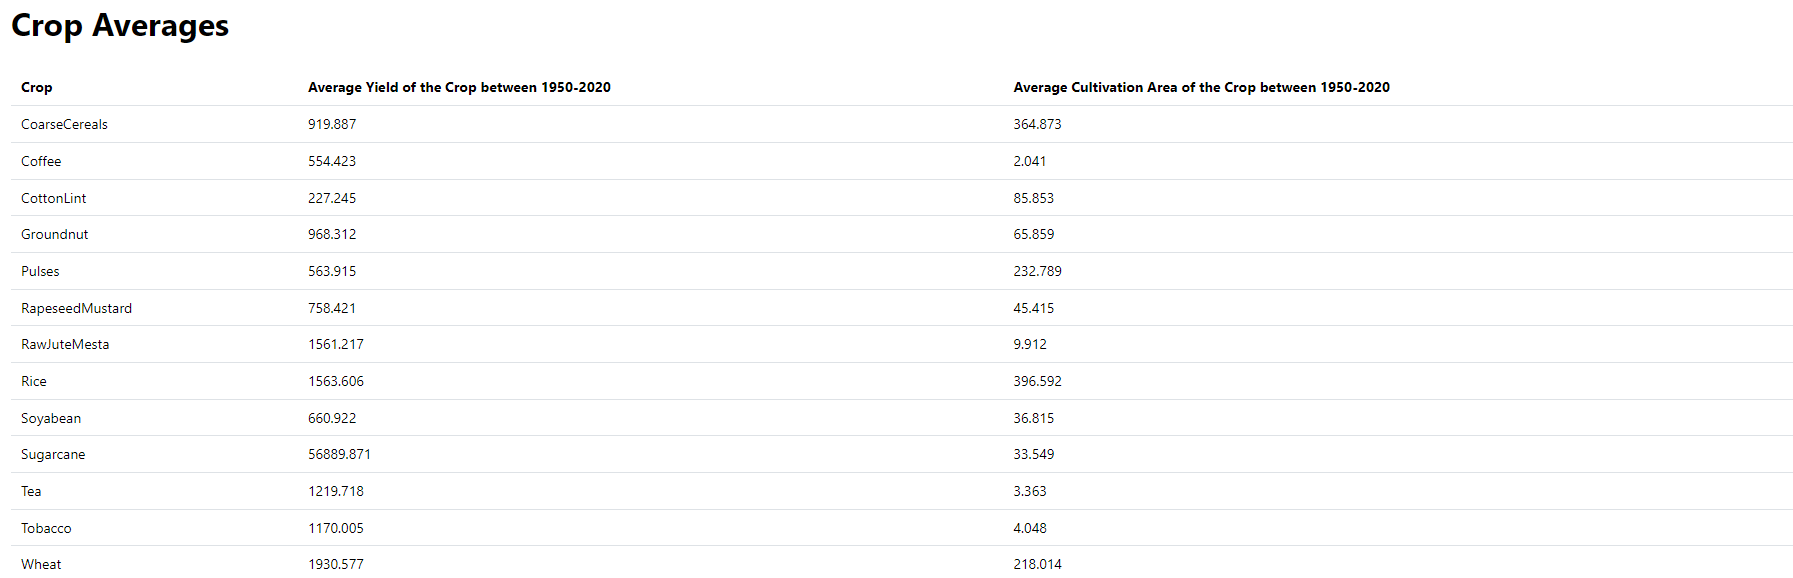 Crop Averages
Crop Average Yield of the Crop between 1950-2020 Average Cultivation Area of the Crop between 1950-2020
CoarseCereals 919.887 364.873
Coffee 554.423 2.041
CottonLint 227.245 85.853
Groundnut 968.312 65.859
Pulses 563.915 232.789
RapeseedMustard 758.421 45.415
RawJuteMesta 1561.217 9.912
Rice 1563.606 396.592
Soyabean 660.922 36.815
Sugarcane 56889.871 33.549
Tea 1219.718 3.363
Tobacco 1170.005 4.048
Wheat 1930.577 218.014